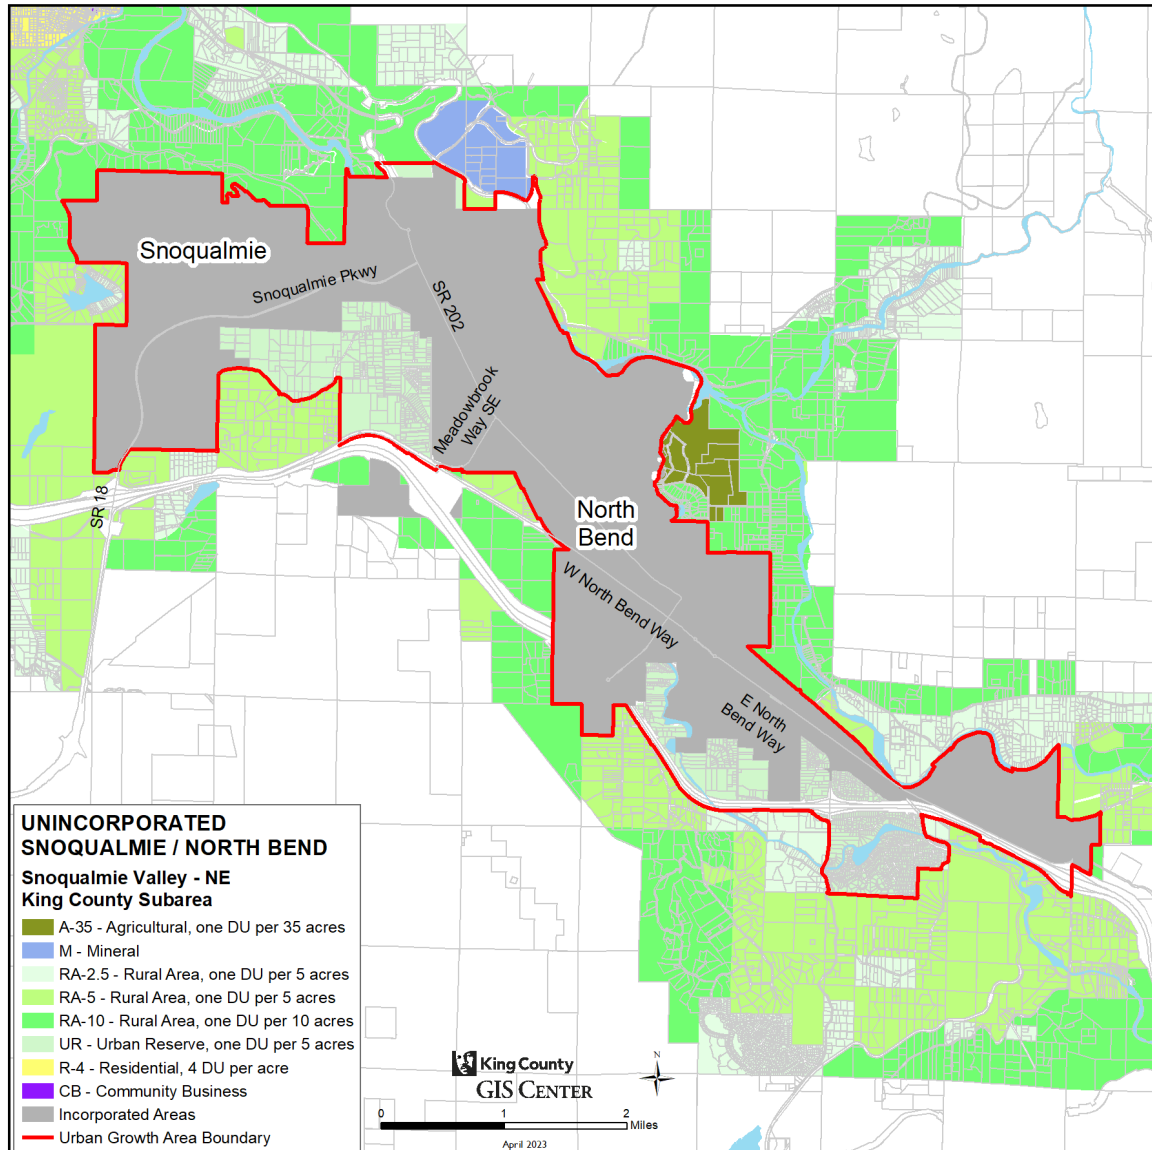 Snoqualmie
Snoqualmie Pkwy
SR 202
Meadowbrook
Way SE
SR 18
North
Bend
W North Bend Way
E North
Bend Way
UNINCORPORATED
SNOQUALMIE / NORTH BEND
Snoqualmie Valley - NE
King County Subarea
A-35 - Agricultural, one DU per 35 acres
M - Mineral
RA-2.5 - Rural Area, one DU per 5 acres
RA-5 - Rural Area, one DU per 5 acres
RA-10 - Rural Area, one DU per 10 acres
UR - Urban Reserve, one DU per 5 acres
R-4 - Residential, 4 DU per acre
CB - Community Business
Incorporated Areas
Urban Growth Area Boundary
King County
GIS CENTER
N
0 1 2
Miles
April 2023